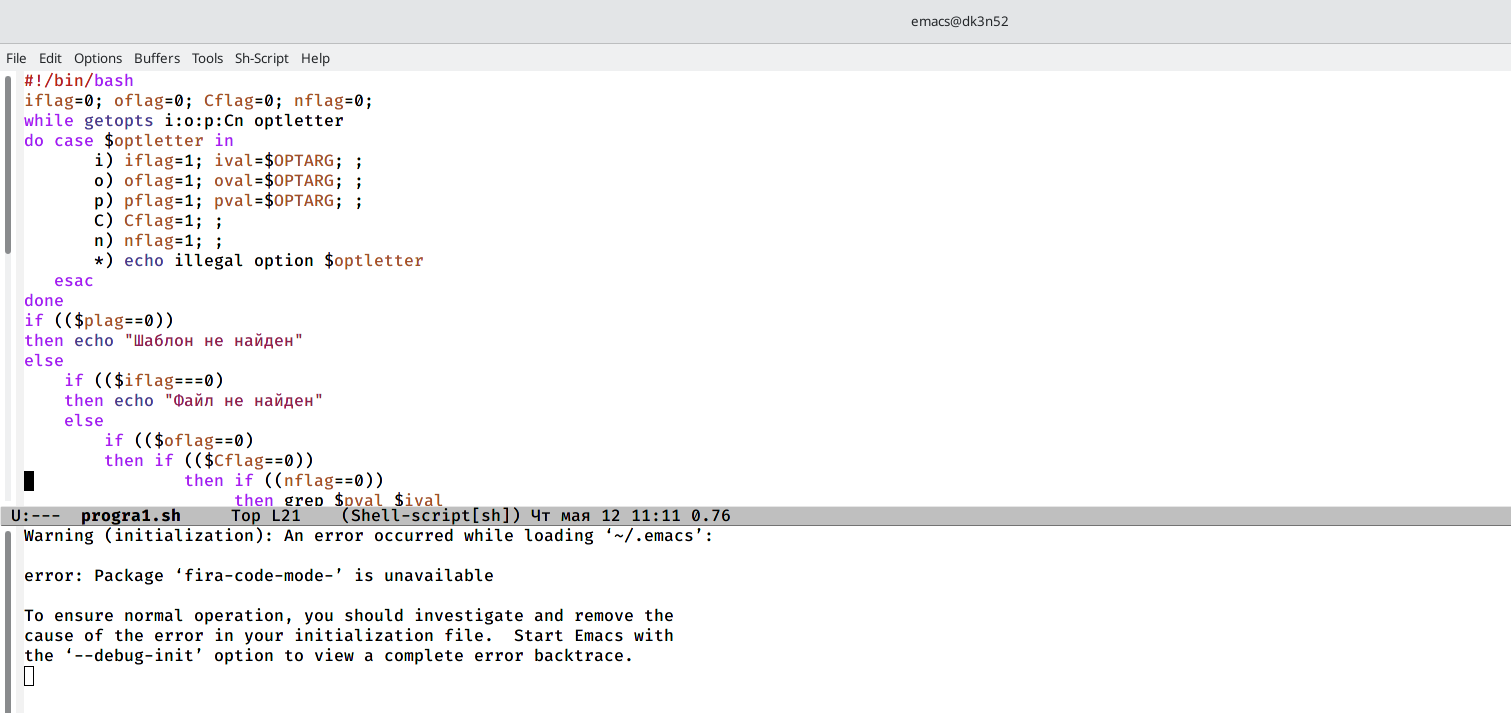 emacs@dk3n52
File Edit Options Buffers Tools Sh-Script Help
#!/bin/bash
iflag=0; oflag=0; Cflag=0; nflag=0;
while getopts i:o:p:Cn optletter
do case $optletter in
i) iflag=1; ival=$OPTARG; ;
o) oflag=1; oval=$OPTARG; ;
p) pflag=1; pval=$OPTARG; ;
C) Cflag=1; ;
n) nflag=1; ;
*) echo illegal option $optletter
esac
done
if (($plag==0))
then echo "Шаблон не найден"
else
if (($iflag===0)
then echo "Файл не найден"
else
if (($oflag==0)
then if (($Cflag==0))
then if ((nflag==0))
then grep $pval $ival
U:--- progra1.sh Top L21 (Shell-script[sh]) Чт мая 12 11:11 0.76
Warning (initialization): An error occurred while loading ‘~/.emacs’:
error: Package ‘fira-code-mode-’ is unavailable
To ensure normal operation, you should investigate and remove the
cause of the error in your initialization file. Start Emacs with
the ‘--debug-init’ option to view a complete error backtrace.